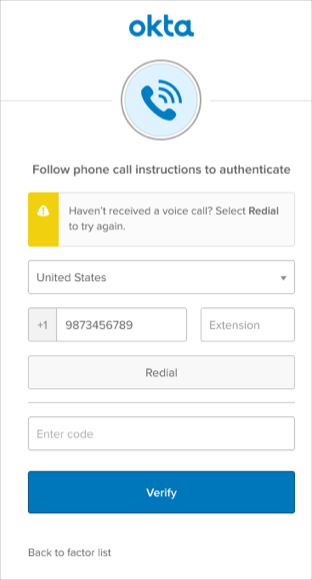 okta
Follow phone call instructions to authenticate
Haven't received a voice call? Select Redial
to try again.
United States
+1 9873456789 Extension
Redial
Enter code
Verify
Back to factor list